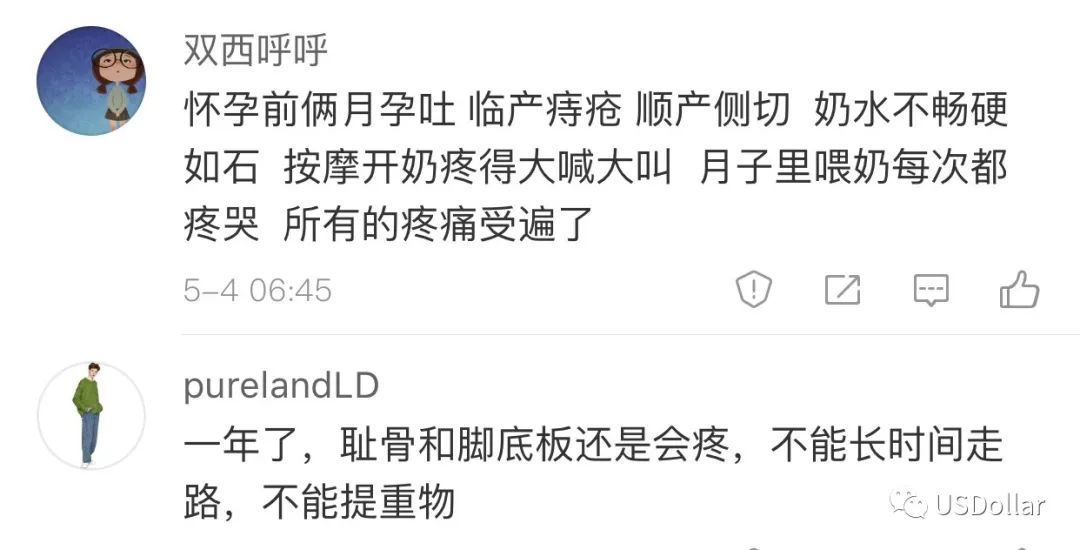 双西呼呼
怀孕前俩月孕吐 临产痔疮 顺产侧切 奶水不畅硬
如石 按摩开奶疼得大喊大叫 月子里喂奶每次都
疼哭 所有的疼痛受遍了
5-4 06:45
purelandLD
一年了，耻骨和脚底板还是会疼，不能长时间走
路，不能提重物
USDollar